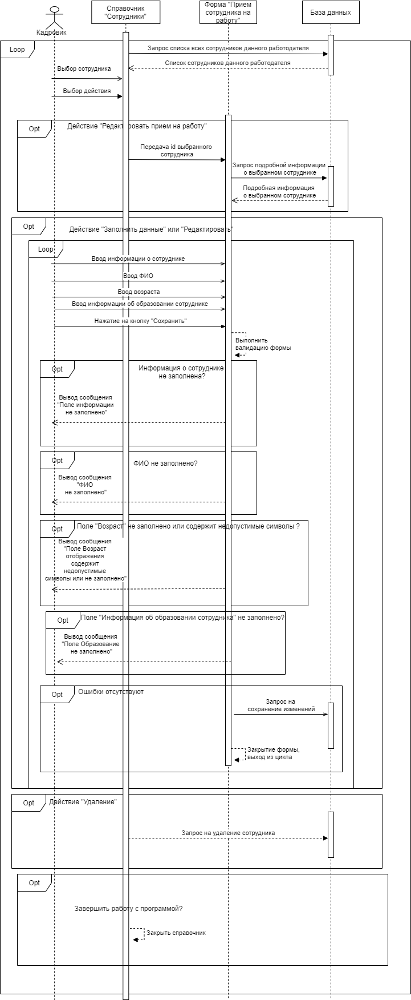 Кадровик
Справочник
"Сотрудники"
Форма "Прием
сотрудника на
работу"
База данных
Loop
Запрос списка всех сотрудников данного работодателя
Список сотрудников данного работодателя
Выбор сотрудника
Выбор действия
Opt
Действие "Редактировать прием на работу"
Передача id выбранного
сотрудника
Запрос подробной информации
о выбранном сотруднике
Подробная информация
о выбранном сотруднике
Opt
Действие "Заполнить данные" или "Редактировать"
Loop
Ввод информации о сотруднике
Ввод ФИО
Ввод возраста
Ввод информации об образовании сотруднике
Нажатие на кнопку "Сохранить"
Выполнить
валидацию формы
Opt
Информация о сотруднике
не заполнена?
Вывод сообщения
"Поле информации
не заполнено"
Opt
ФИО не заполнено?
Вывод сообщения
"ФИО
не заполнено"
Opt
Поле "Возраст" не заполнено или содержит недопустимые символы ?
Вывод сообщения
"Поле Возраст
отображения
содержит
недопустимые
символы или не заполнено"
Opt
Поле "Информация об образовании сотрудника" не заполнено?
Вывод сообщения
"Поле Образование
не заполнено"
Opt
Ошибки отсутствуют
Запрос на
сохранение изменений
Закрытие формы,
выход из цикла
Opt
Действие "Удаление"
Запрос на удаление сотрудника
Opt
Завершить работу с программой?
Закрыть справочник